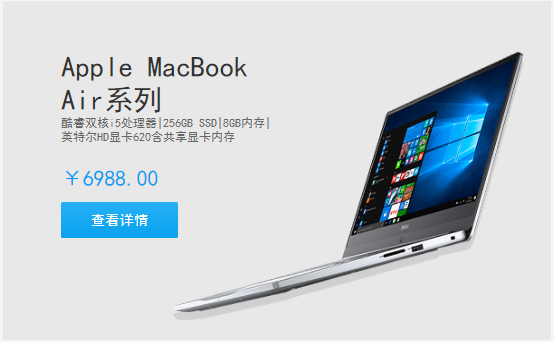 Apple MacBook
Air系列
酷睿双核i5处理器|256GB SSD|8GB内存|
英特尔HD显卡620含共享显卡内存
￥6988.00
查看详情
DELL